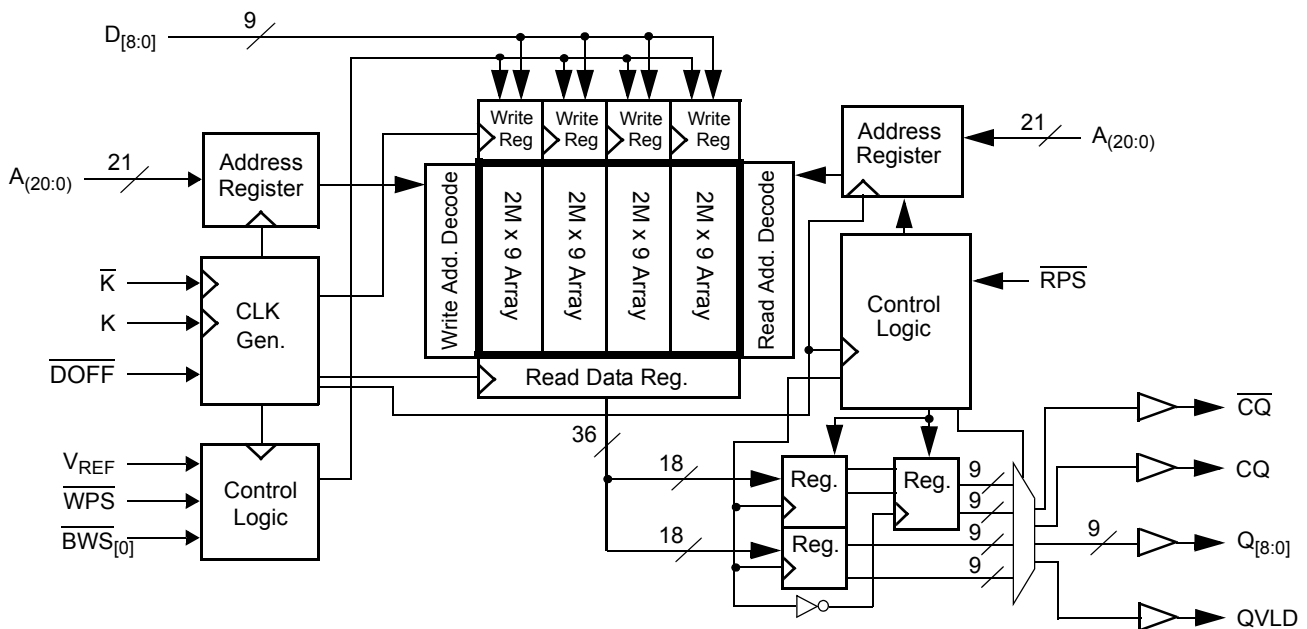 D[8:0]
9
Write
Reg
Write
Reg
Write
Reg
Write
Reg
A(20:0)
21
Address
Register
Write Add. Decode
2M x 9 Array
2M x 9 Array
2M x 9 Array
2M x 9 Array
Read Add. Decode
Address
Register
21
A(20:0)
K̅
K
DOFF
CLK
Gen.
Control
Logic
RPS
Read Data Reg.
VREF
WPS
BWS[0]
Control
Logic
36
18
Reg.
Reg.
9
9
18
Reg.
9
9
9
CQ
CQ
Q[8:0]
QVLD